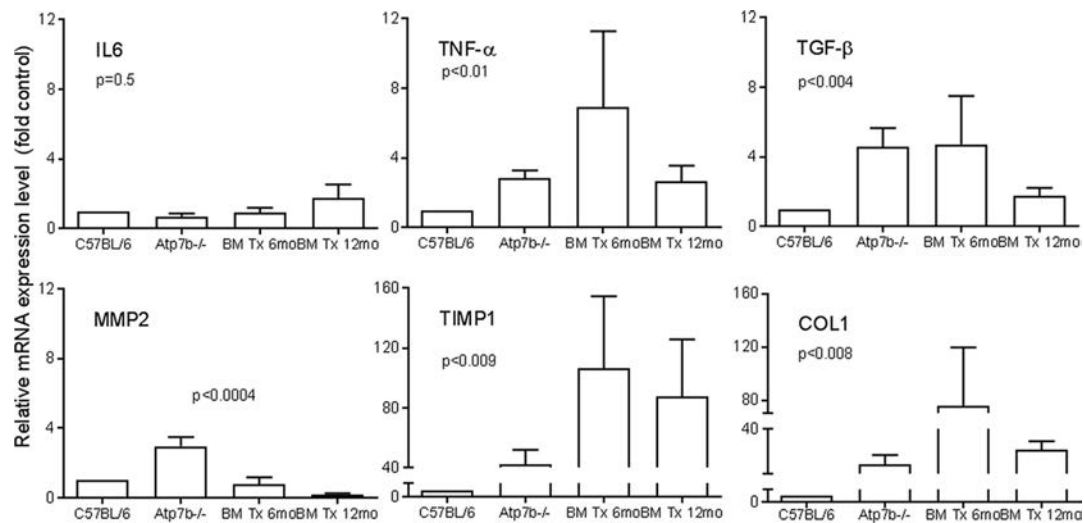 Relative mRNA expression level (fold control)
12
8
4
0
IL6
p=0.5
C57BL/6 Atp7b-/- BM Tx 6mo BM Tx 12mo
12
8
4
0
TNF-α
p<0.01
C57BL/6 Atp7b-/- BM Tx 6mo BM Tx 12mo
12
8
4
0
TGF-β
p<0.004
C57BL/6 Atp7b-/- BM Tx 6mo BM Tx 12mo
12
8
4
0
MMP2
p<0.0004
C57BL/6 Atp7b-/- BM Tx 6mo BM Tx 12mo
160
120
80
40
0
TIMP1
p<0.009
C57BL/6 Atp7b-/- BM Tx 6mo BM Tx 12mo
160
120
80
40
0
COL1
p<0.008
C57BL/6 Atp7b-/- BM Tx 6mo BM Tx 12mo